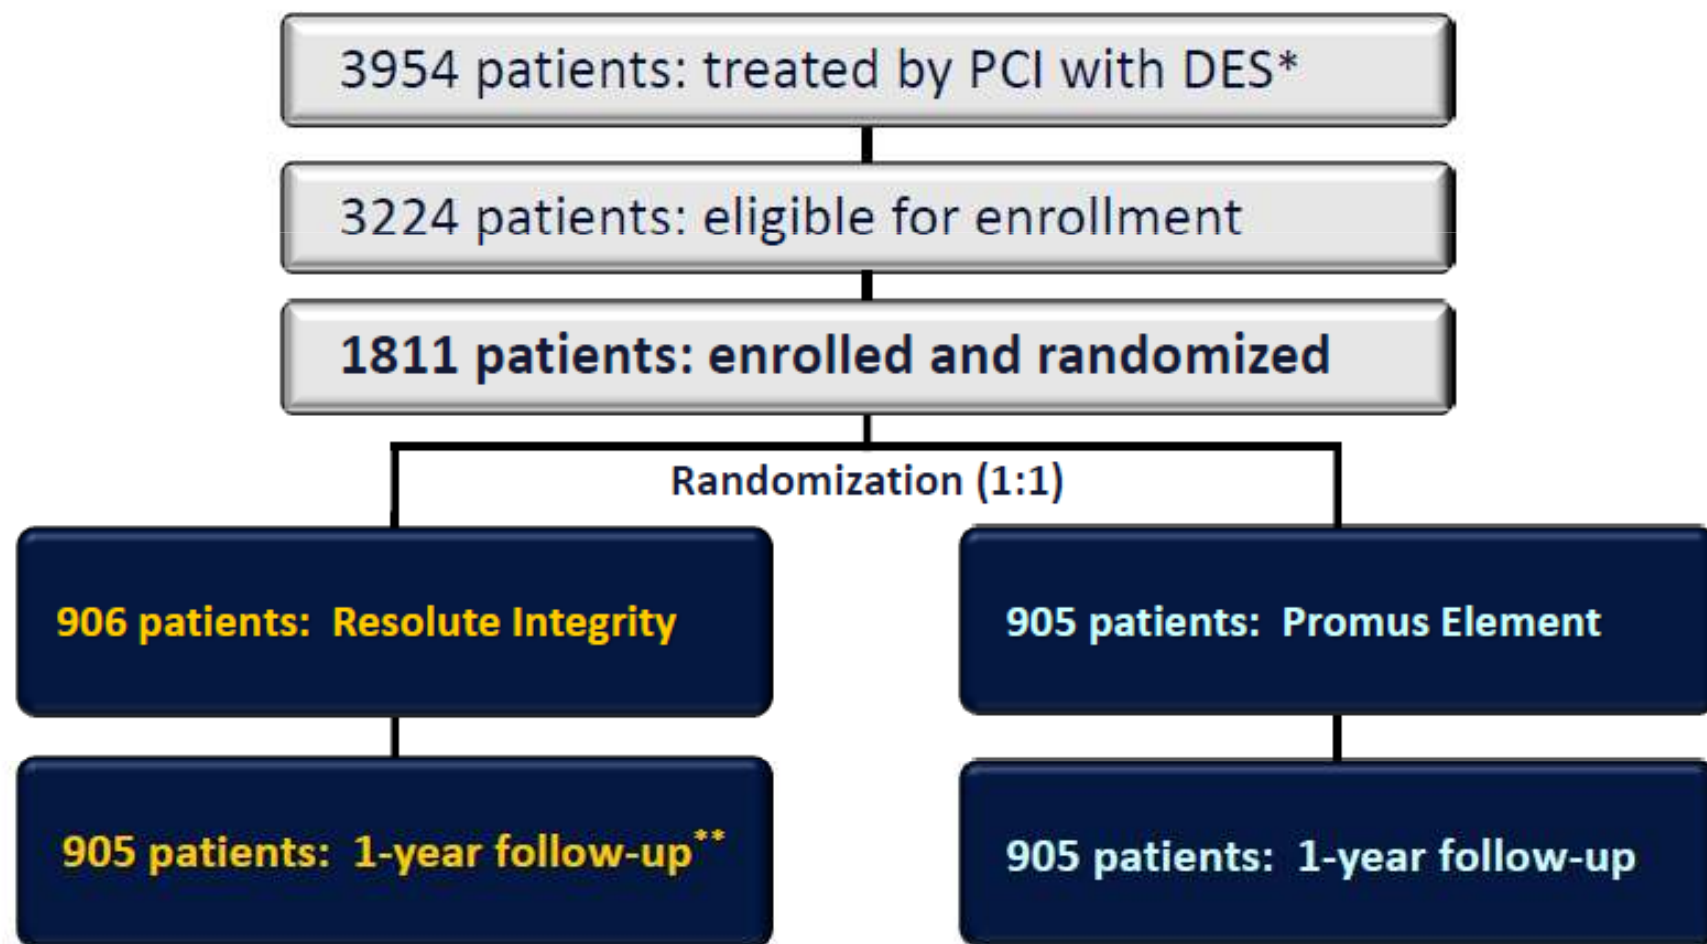 3954 patients: treated by PCI with DES*
3224 patients: eligible for enrollment
1811 patients: enrolled and randomized
Randomization (1:1)
906 patients: Resolute Integrity
905 patients: Promus Element
905 patients: 1-year follow-up**
905 patients: 1-year follow-up